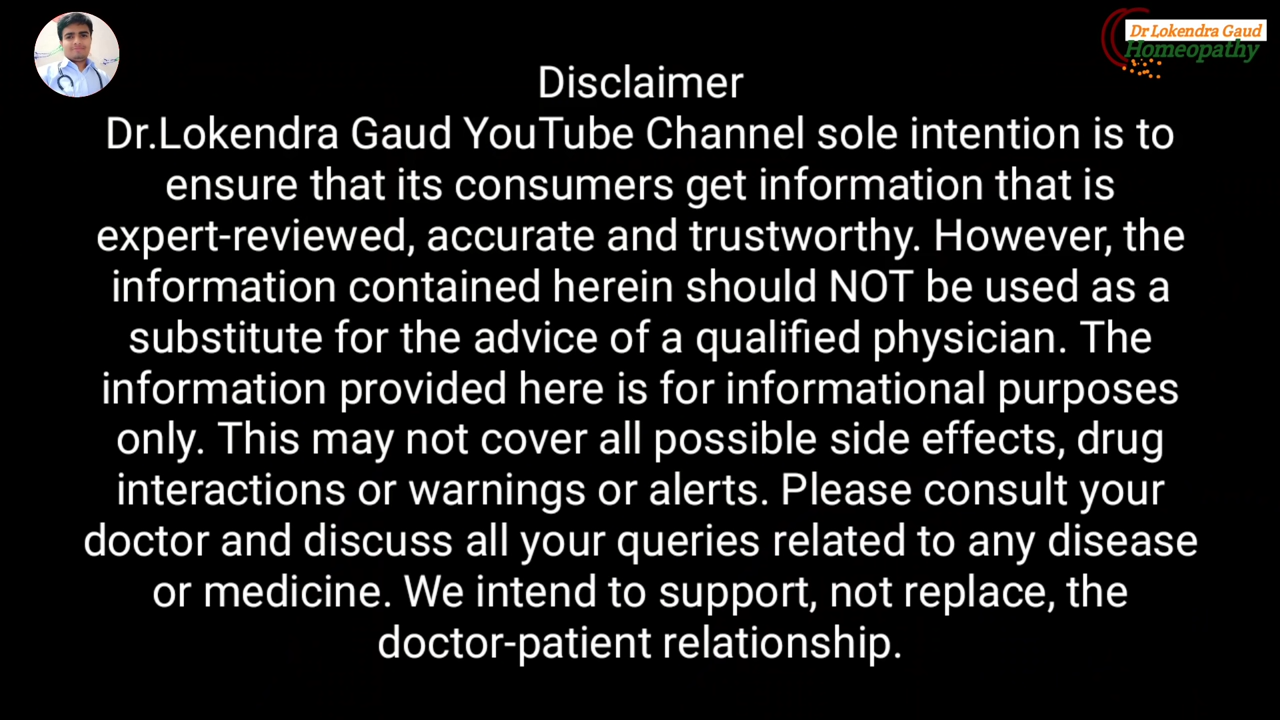 Dr Lokendra Gaud
Homeopathy
Disclaimer
Dr.Lokendra Gaud YouTube Channel sole intention is to
ensure that its consumers get information that is
expert-reviewed, accurate and trustworthy. However, the
information contained herein should NOT be used as a
substitute for the advice of a qualified physician. The
information provided here is for informational purposes
only. This may not cover all possible side effects, drug
interactions or warnings or alerts. Please consult your
doctor and discuss all your queries related to any disease
or medicine. We intend to support, not replace, the
doctor-patient relationship.